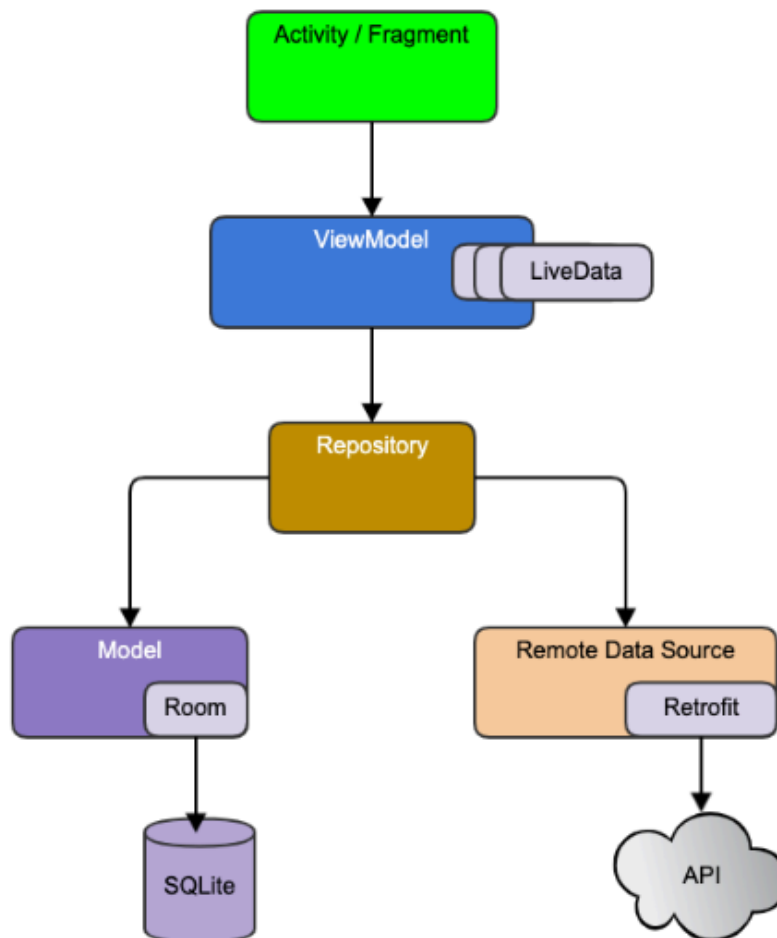 Activity / Fragment
ViewModel
LiveData
Repository
Model
Remote Data Source
Room
Retrofit
SQLite
API